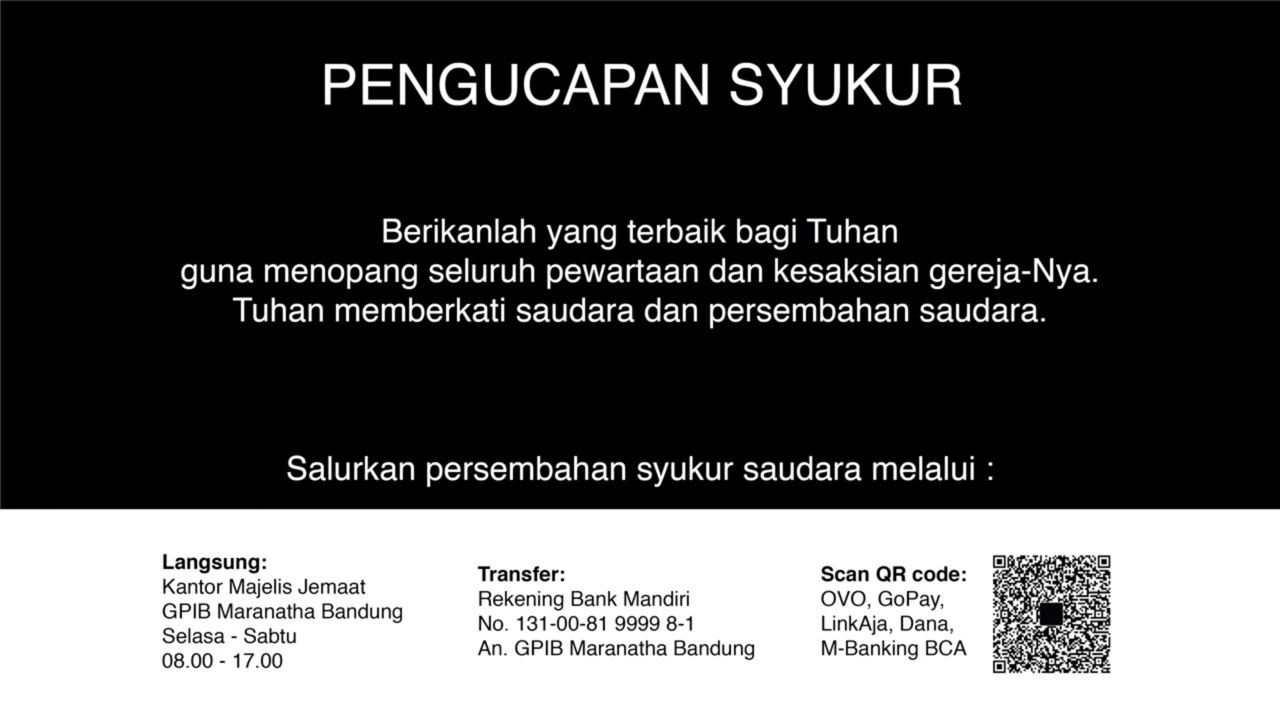 PENGUCAPAN SYUKUR
Berikanlah yang terbaik bagi Tuhan
guna menopang seluruh pewartaan dan kesaksian gereja-Nya.
Tuhan memberkati saudara dan persembahan saudara.
Salurkan persembahan syukur saudara melalui :
Langsung:
Kantor Majelis Jemaat
GPIB Maranatha Bandung
Selasa - Sabtu
08.00 - 17.00
Transfer:
Rekening Bank Mandiri
No. 131-00-81 9999 8-1
An. GPIB Maranatha Bandung
Scan QR code:
OVO, GoPay,
LinkAja, Dana,
M-Banking BCA